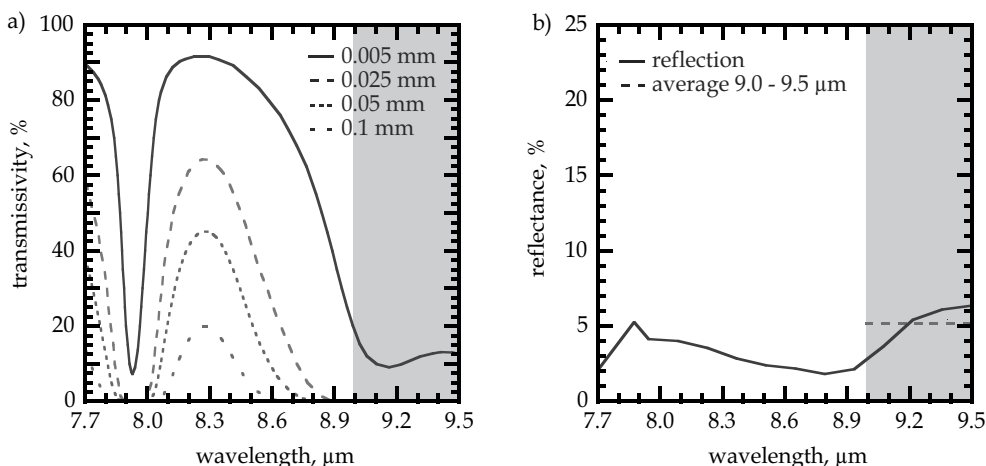 a)
transmissivity, %
100
80
60
40
20
0
0.005 mm
0.025 mm
0.05 mm
0.1 mm
7.7 8.0 8.3 8.6 8.9 9.2 9.5
wavelength, µm
b)
reflectance, %
25
20
15
10
5
0
reflection
average 9.0 - 9.5 µm
7.7 8.0 8.3 8.6 8.9 9.2 9.5
wavelength, µm